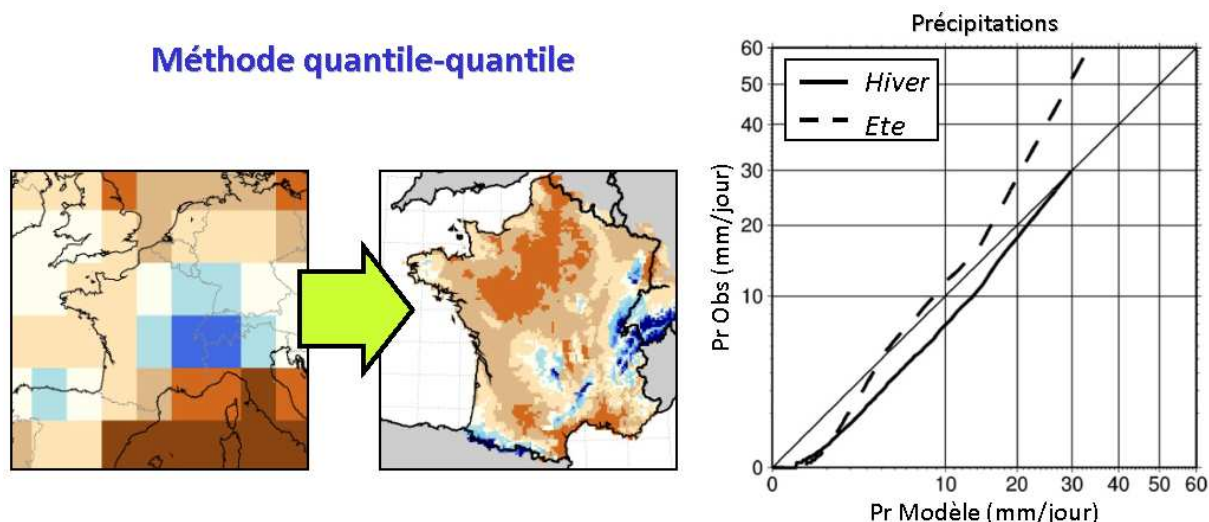 Méthode quantile-quantile
Précipitations
Hiver
Ete
Pr Obs (mm/jour)
60
50
40
30
20
10
0
0 10 20 30 40 50 60
Pr Modèle (mm/jour)